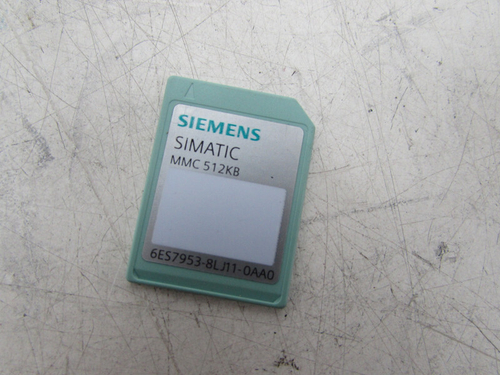 SIEMENS
SIMATIC
MMC 512KB
6ES7953-8LJ11-0AA0